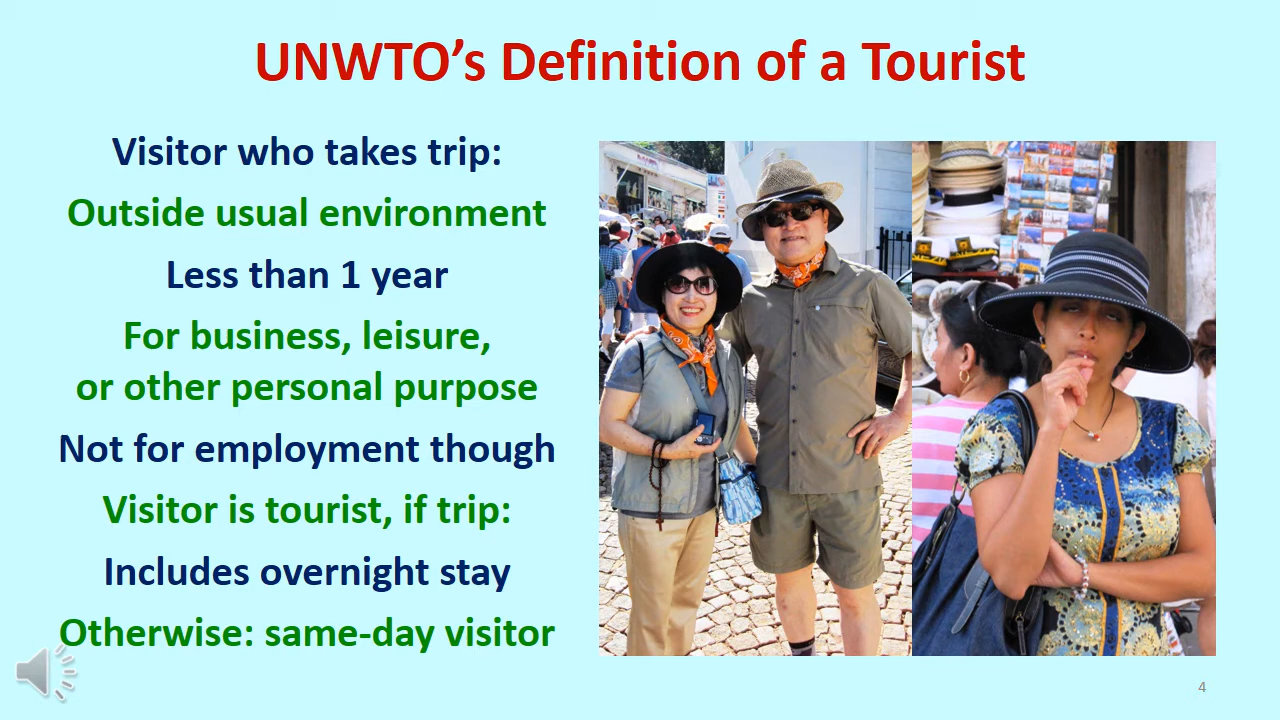 UNWTO’s Definition of a Tourist
Visitor who takes trip:
Outside usual environment
Less than 1 year
For business, leisure,
or other personal purpose
Not for employment though
Visitor is tourist, if trip:
Includes overnight stay
Otherwise: same-day visitor
4